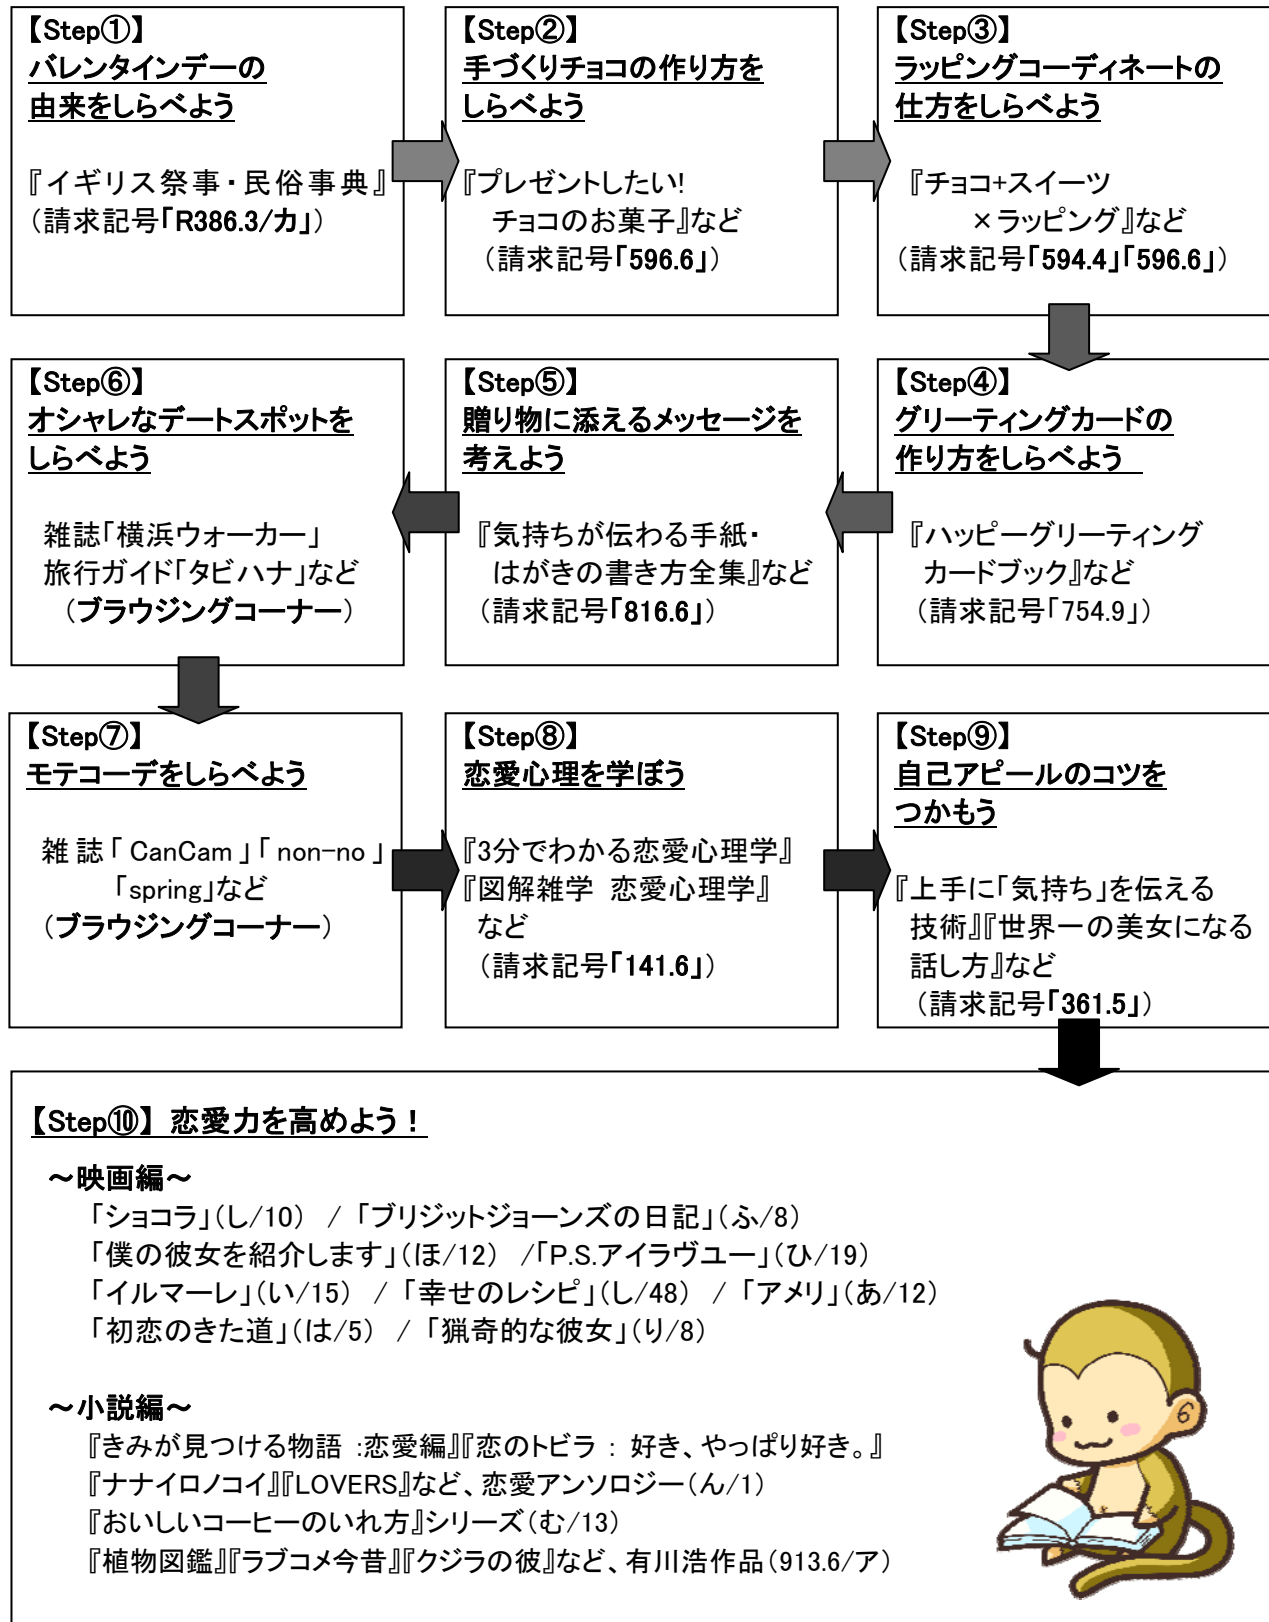 【Step①】
バレンタインデーの
由来をしらべよう
『イギリス祭事・民俗事典』
（請求記号「R386.3/カ」）
【Step②】
手づくりチョコの作り方を
しらべよう
『プレゼントしたい!
チョコのお菓子』など
（請求記号「596.6」）
【Step③】
ラッピングコーディネートの
仕方をしらべよう
『チョコ+スイーツ
×ラッピング』など
（請求記号「594.4」「596.6」）
【Step④】
グリーティングカードの
作り方をしらべよう
『ハッピーグリーティング
カードブック』など
（請求記号「754.9」）
【Step⑤】
贈り物に添えるメッセージを
考えよう
『気持ちが伝わる手紙・
はがきの書き方全集』など
（請求記号「816.6」）
【Step⑥】
オシャレなデートスポットを
しらべよう
雑誌「横浜ウォーカー」
旅行ガイド「タビハナ」など
（ブラウジングコーナー）
【Step⑦】
モテコーデをしらべよう
雑誌「CanCam」「non-no」
「spring」など
（ブラウジングコーナー）
【Step⑧】
恋愛心理を学ぼう
『3分でわかる恋愛心理学』
『図解雑学 恋愛心理学』
など
（請求記号「141.6」）
【Step⑨】
自己アピールのコツを
つかもう
『上手に「気持ち」を伝える
技術』『世界一の美女になる
話し方』など
（請求記号「361.5」）
【Step⑩】恋愛力を高めよう！
～映画編～
「ショコラ」（し/10） / 「ブリジットジョーンズの日記」（ふ/8）
「僕の彼女を紹介します」（ほ/12） /「P.S.アイラヴユー」（ひ/19）
「イルマーレ」（い/15） / 「幸せのレシピ」（し/48） / 「アメリ」（あ/12）
「初恋のきた道」（は/5） / 「猟奇的な彼女」（り/8）
～小説編～
『きみが見つける物語 :恋愛編』『恋のトビラ : 好き、やっぱり好き。』
『ナナイロノコイ』『LOVERS』など、恋愛アンソロジー（ん/1）
『おいしいコーヒーのいれ方』シリーズ（む/13）
『植物図鑑』『ラブコメ今昔』『クジラの彼』など、有川浩作品（913.6/ア）